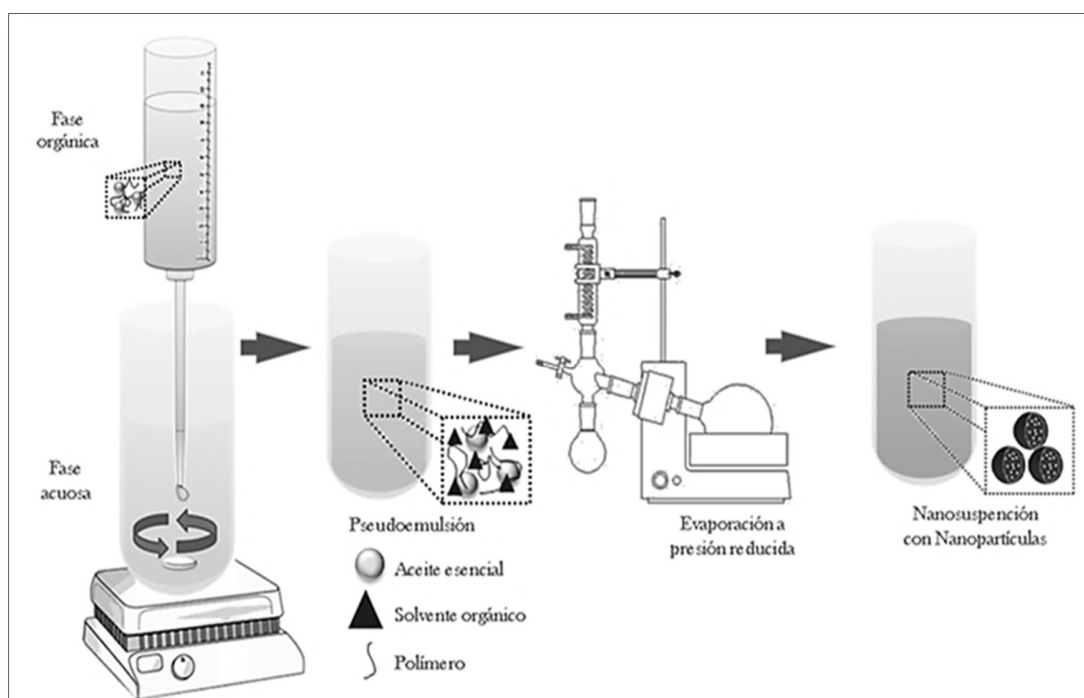 Fase
orgánica
Fase
acuosa
Pseudoemulsión
Aceite esencial
Solvente orgánico
Polímero
Evaporación a
presión reducida
Nanosuspención
con Nanopartículas